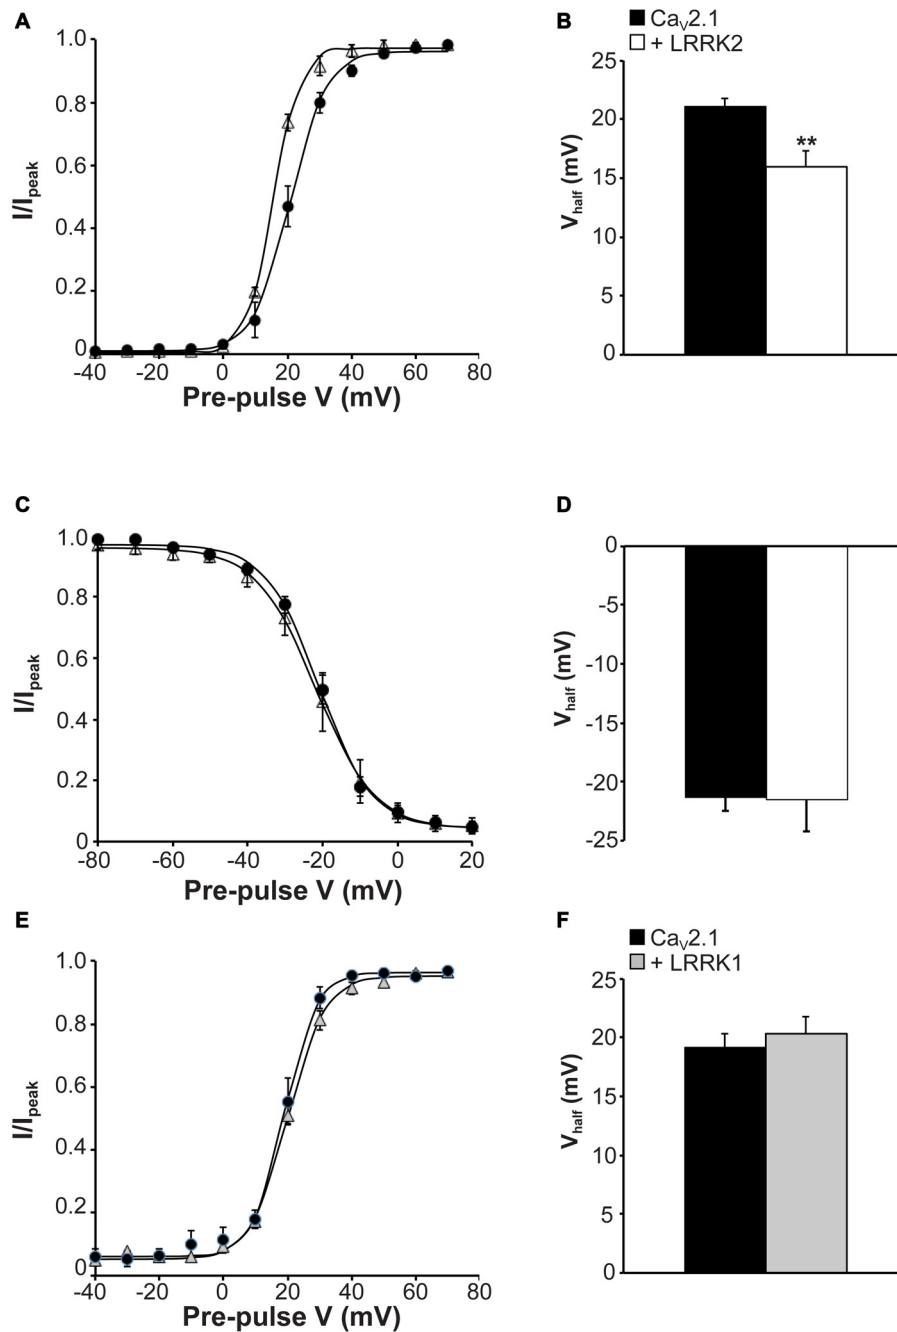 A
1.0
0.8
0.6
0.4
0.2
0
I/Ipeak
-40 -20 0 20 40 60 80
Pre-pulse V (mV)
B
CaV2.1
+ LRRK2
25
20
15
10
5
0
Vhalf (mV)
**
C
1.0
0.8
0.6
0.4
0.2
0
I/Ipeak
-80 -60 -40 -20 0 20
Pre-pulse V (mV)
D
0
-5
-10
-15
-20
-25
Vhalf (mV)
E
1.0
0.8
0.6
0.4
0.2
0
I/Ipeak
-40 -20 0 20 40 60 80
Pre-pulse V (mV)
F
CaV2.1
+ LRRK1
25
20
15
10
5
0
Vhalf (mV)